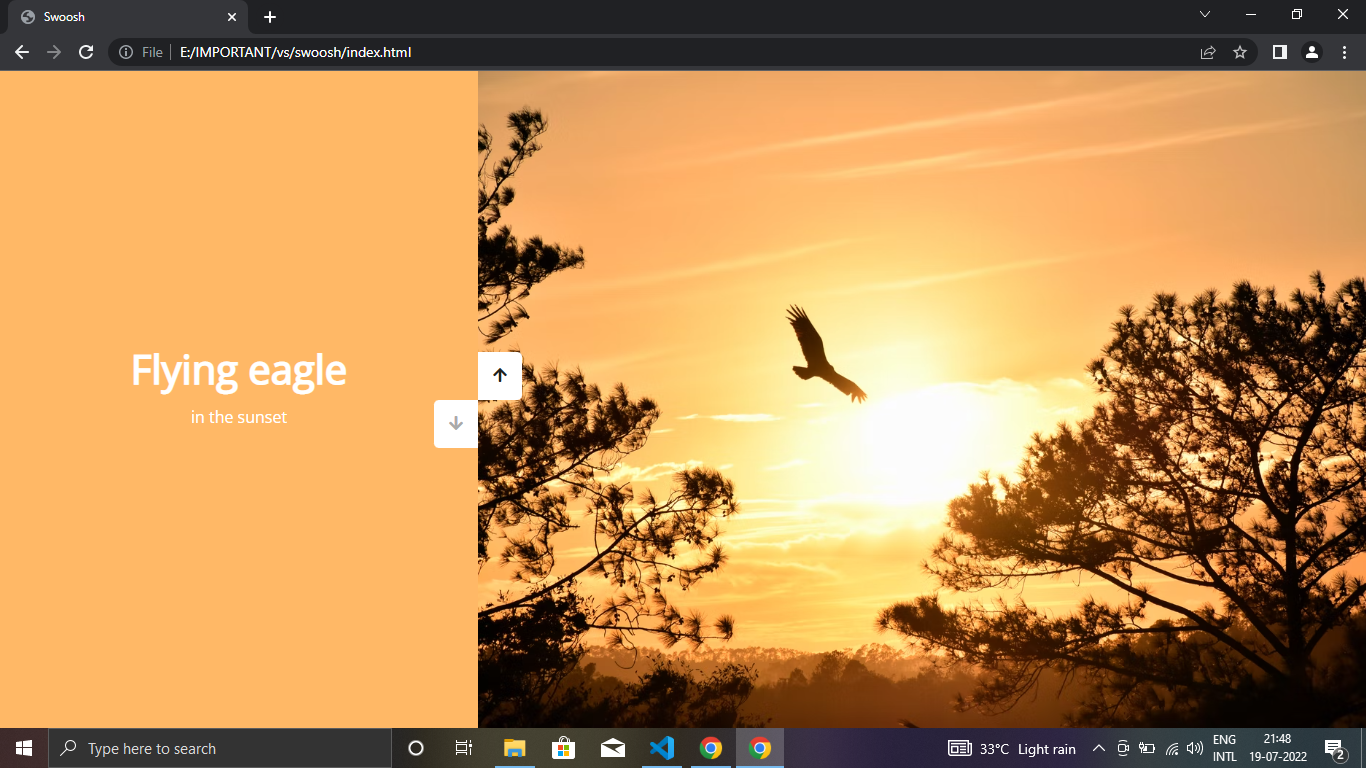 Swoosh
File
E:/IMPORTANT/vs/swoosh/index.html
Flying eagle
in the sunset
Type here to search
33°C Light rain
ENG
INTL
21:48
19-07-2022
2